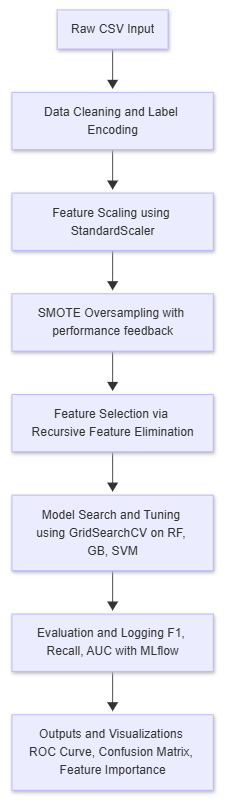 Raw CSV Input
Data Cleaning and Label
Encoding
Feature Scaling using
StandardScaler
SMOTE Oversampling with
performance feedback
Feature Selection via
Recursive Feature Elimination
Model Search and Tuning
using GridSearchCV on RF,
GB, SVM
Evaluation and Logging F1,
Recall, AUC with MLflow
Outputs and Visualizations
ROC Curve, Confusion Matrix,
Feature Importance